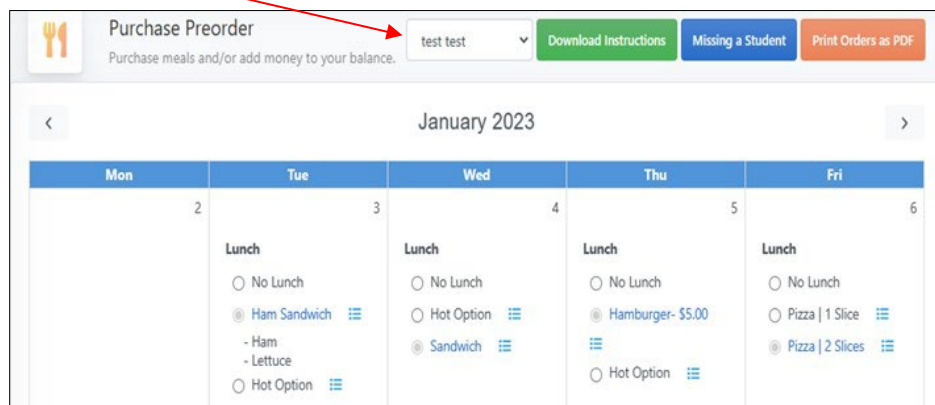 Purchase Preorder
Purchase meals and/or add money to your balance.
test test
Download Instructions
Missing a Student
Print Orders as PDF
January 2023
Mon Tue Wed Thu Fri
2 3 4 5 6
Lunch
No Lunch
Ham Sandwich
- Ham
- Lettuce
Hot Option
Lunch
No Lunch
Hot Option
Sandwich
Lunch
No Lunch
Hamburger- $5.00
Hot Option
Lunch
No Lunch
Pizza | 1 Slice
Pizza | 2 Slices